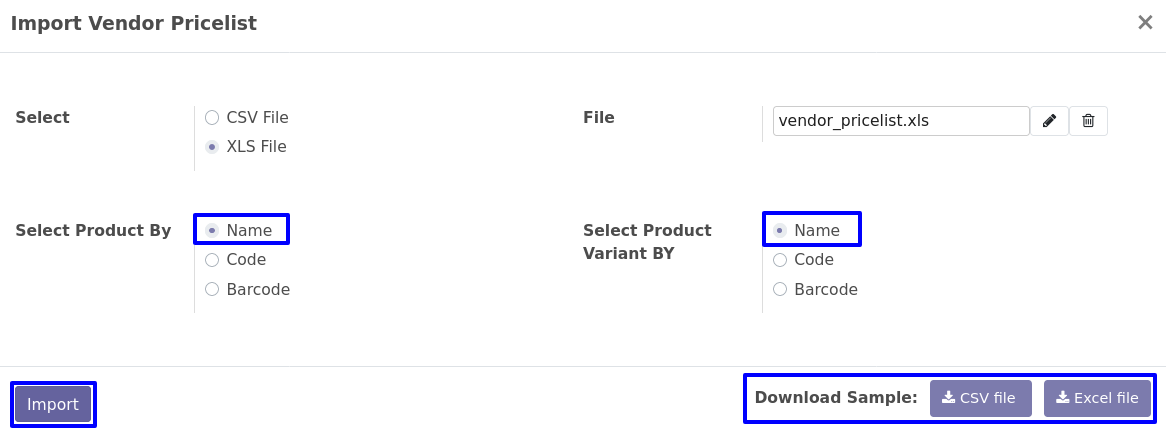 Import Vendor Pricelist
Select
CSV File
XLS File
File
vendor_pricelist.xls
Select Product By
Name
Code
Barcode
Select Product
Variant BY
Name
Code
Barcode
Import
Download Sample:
CSV file
Excel file